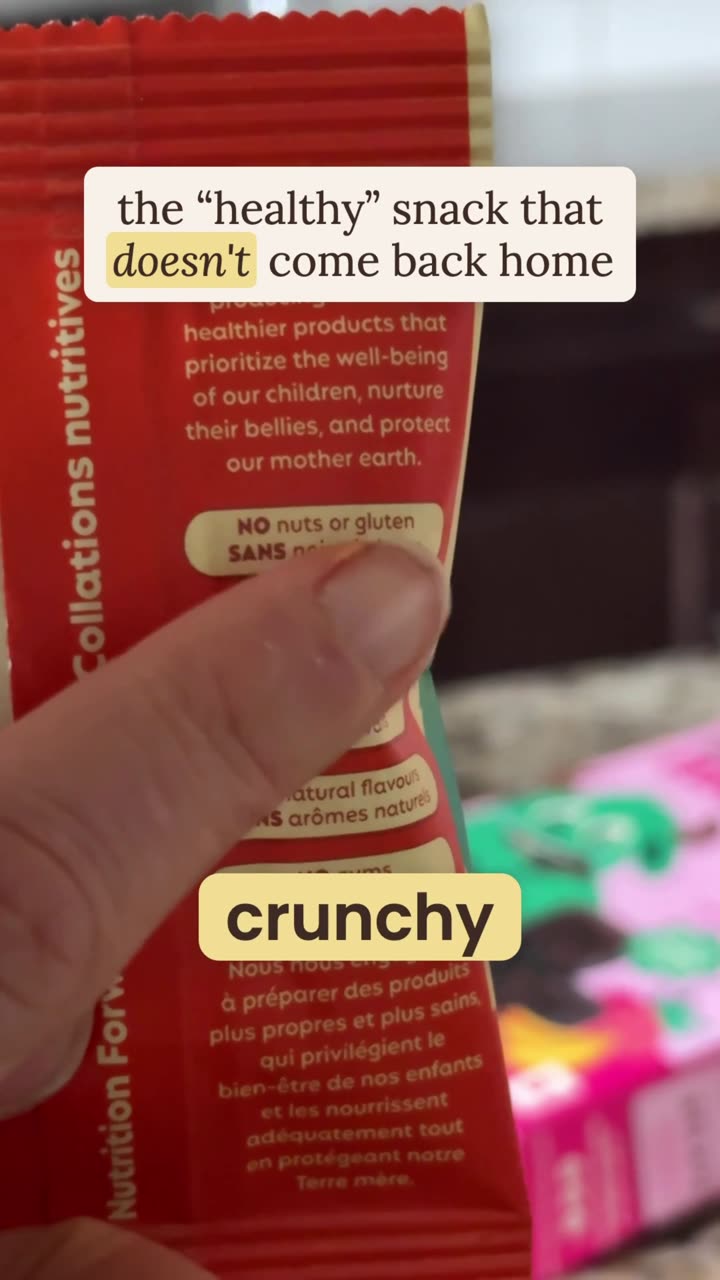 the “healthy” snack that
doesn't come back home
healthier products that
prioritize the well-being
of our children, nurture
their bellies, and protect
our mother earth.
NO nuts or gluten
SANS
natural flavours
arômes naturels
crunchy
Nous nous
à préparer des produits
plus propres et plus sains,
qui privilégient le
bien-être de nos enfants
et les nourrissent
adéquatement tout
en protégeant notre
Terre mère.
Collations nutritives
Nutrition